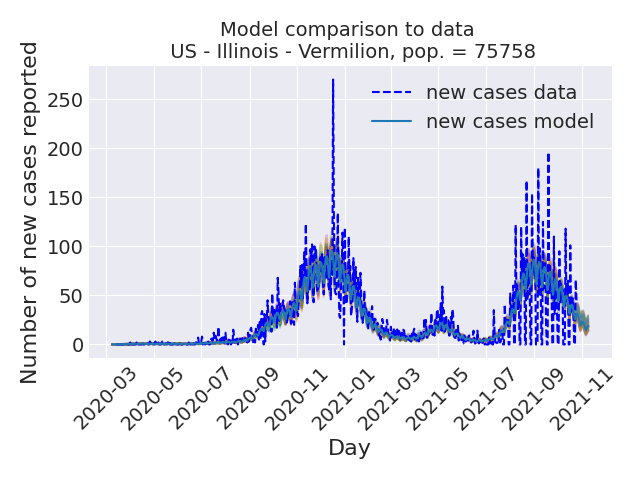 Model comparison to data
US - Illinois - Vermilion, pop. = 75758
Number of new cases reported
250
200
150
100
50
0
new cases data
new cases model
2020-03
2020-05
2020-07
2020-09
2020-11
2021-01
2021-03
2021-05
2021-07
2021-09
2021-11
Day